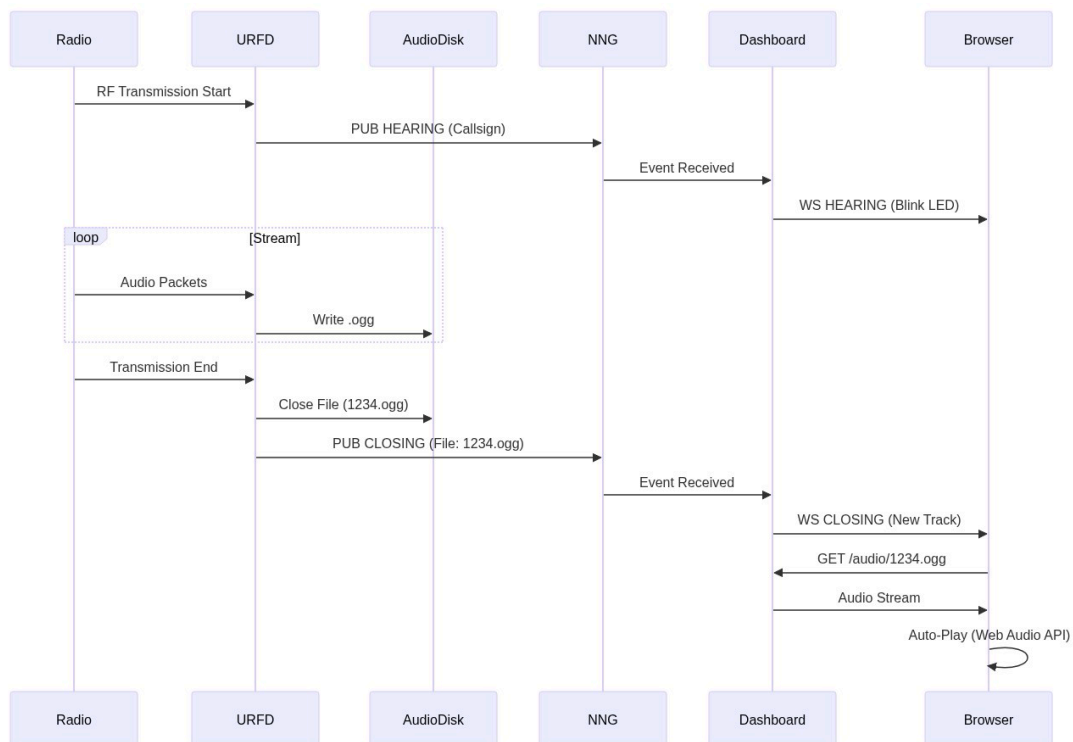 Radio
URFD
AudioDisk
NNG
Dashboard
Browser
RF Transmission Start
PUB HEARING (Callsign)
Event Received
WS HEARING (Blink LED)
loop
[Stream]
Audio Packets
Write .ogg
Transmission End
Close File (1234.ogg)
PUB CLOSING (File: 1234.ogg)
Event Received
WS CLOSING (New Track)
GET /audio/1234.ogg
Audio Stream
Auto-Play (Web Audio API)
Radio
URFD
AudioDisk
NNG
Dashboard
Browser